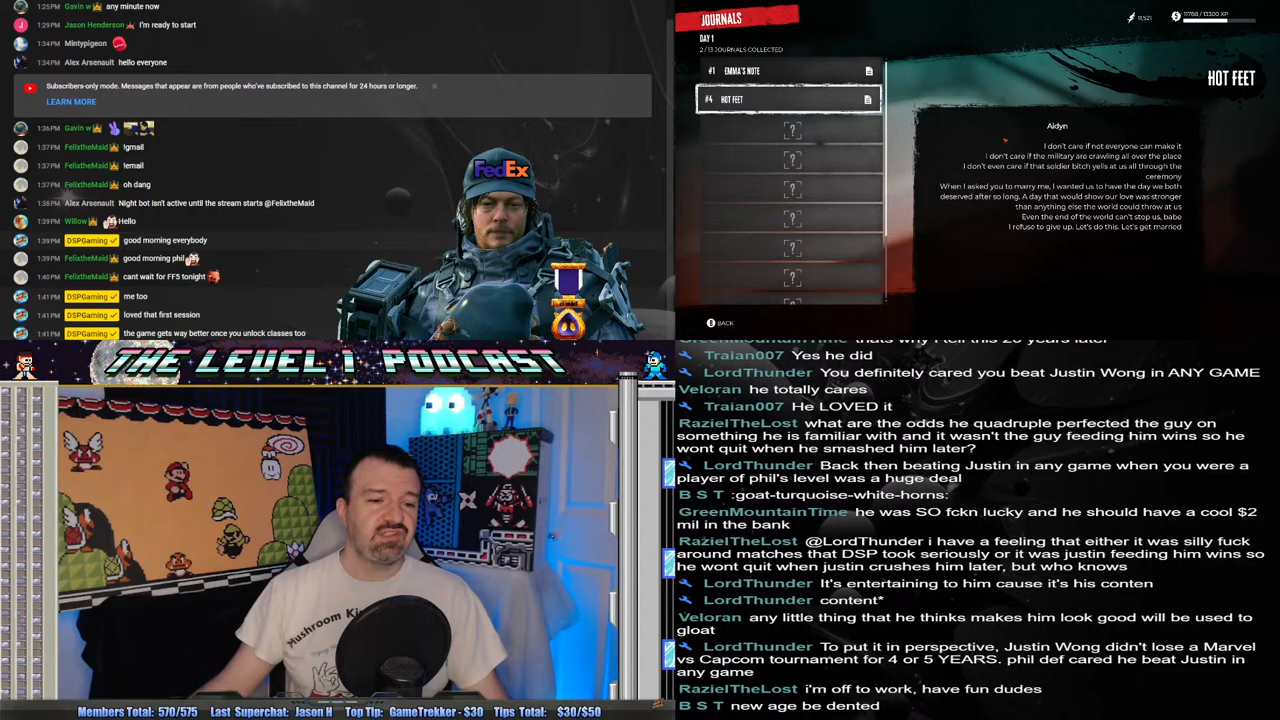 1:25PM Gavin w any minute now
1:29PM Jason Henderson I'm ready to start
1:34PM Mintypigeon
1:34PM Alex Arsenault hello everyone
Subscribers-only mode. Messages that appear are from people who've subscribed to this channel for 24 hours or longer.
LEARN MORE
1:36PM Gavin w
1:37PM FelixtheMaid !gmail
1:37PM FelixtheMaid !email
1:37PM FelixtheMaid oh dang
1:38PM Alex Arsenault Night bot isn't active until the stream starts @FelixtheMaid
1:39PM Willow Hello
1:39PM DSPGaming good morning everybody
1:39PM FelixtheMaid good morning phil
1:40PM FelixtheMaid cant wait for FF5 tonight
1:41PM DSPGaming me too
1:41PM DSPGaming loved that first session
1:41PM DSPGaming the game gets way better once you unlock classes too
FedEx
JOURNALS
DAY 1
2 / 13 JOURNALS COLLECTED
11,521
11788 / 13300 XP
#1 EMMA'S NOTE
#4 HOT FEET
HOT FEET
Aidyn
I don't care if not everyone can make it
I don't care if the military are crawling all over the place
I don't even care if that soldier bitch yells at us all through the
ceremony
When I asked you to marry me, I wanted us to have the day we both
deserved after so long. A day that would show our love was stronger
than anything else the world could throw at us
Even the end of the world can't stop us, babe
I refuse to give up. Let's do this. Let's get married
BACK
THE LEVEL 1 PODCAST
Mushroom
GreenMountainTime thats why I tell this 20 years later
Traian007 Yes he did
LordThunder You definitely cared you beat Justin Wong in ANY GAME
Veloran he totally cares
Traian007 He LOVED it
RazielTheLost what are the odds he quadruple perfected the guy on
something he is familiar with and it wasn't the guy feeding him wins so he
wont quit when he smashed him later?
LordThunder Back then beating Justin in any game when you were a
player of phil's level was a huge deal
B S T :goat-turquoise-white-horns:
GreenMountainTime he was SO fckn lucky and he should have a cool $2
mil in the bank
RazielTheLost @LordThunder i have a feeling that either it was silly fuck
around matches that DSP took seriously or it was justin feeding him wins so
he wont quit when justin crushes him later, but who knows
LordThunder It's entertaining to him cause it's his conten
LordThunder content*
Veloran any little thing that he thinks makes him look good will be used to
gloat
LordThunder To put it in perspective, Justin Wong didn't lose a Marvel
vs Capcom tournament for 4 or 5 YEARS. phil def cared he beat Justin in
any game
RazielTheLost i'm off to work, have fun dudes
B S T new age be dented
Members Total: 570/575 Last Superchat: Jason H Top Tip: GameTrekker - $30 Tips Total: $30/$50